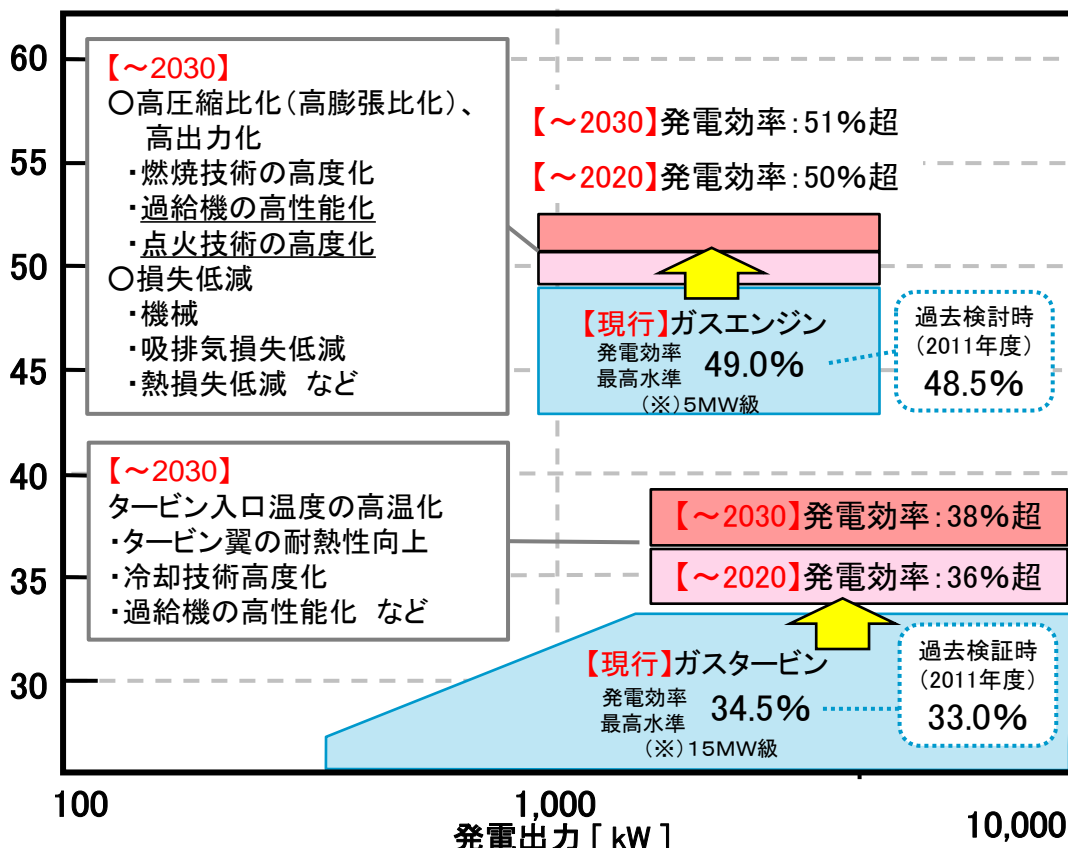 60
55
50
45
40
35
30
【～2030】
○高圧縮比化（高膨張比化）、
高出力化
・燃焼技術の高度化
・過給機の高性能化
・点火技術の高度化
○損失低減
・機械
・吸排気損失低減
・熱損失低減 など
【～2030】発電効率：51%超
【～2020】発電効率：50%超
【現行】ガスエンジン
発電効率
最高水準
49.0%
（※）5MW級
過去検討時
（2011年度）
48.5%
【～2030】
タービン入口温度の高温化
・タービン翼の耐熱性向上
・冷却技術高度化
・過給機の高性能化 など
【～2030】発電効率：38%超
【～2020】発電効率：36%超
【現行】ガスタービン
発電効率
最高水準
34.5%
（※）15MW級
過去検証時
（2011年度）
33.0%
100
1,000
10,000
発電出力［kW］